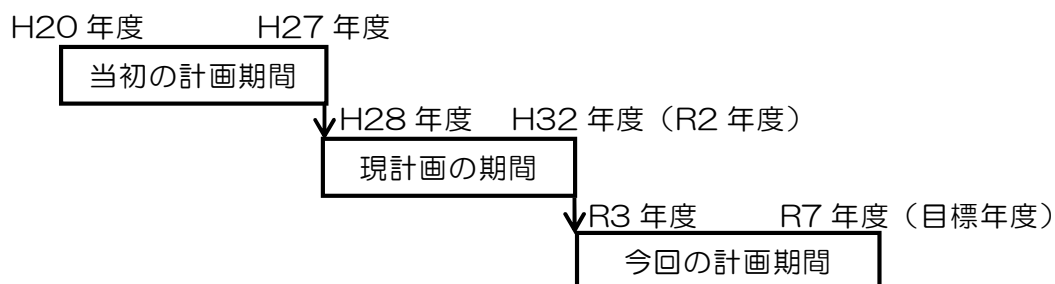 H20 年度 H27 年度
当初の計画期間
H28 年度 H32 年度（R2 年度）
現計画の期間
R3 年度 R7 年度（目標年度）
今回の計画期間